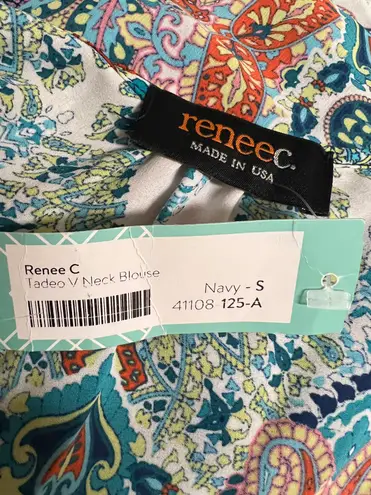 reneeC.
MADE IN USA
Renee C
Tadeo V Neck Blouse
Navy - S
41108 125-A